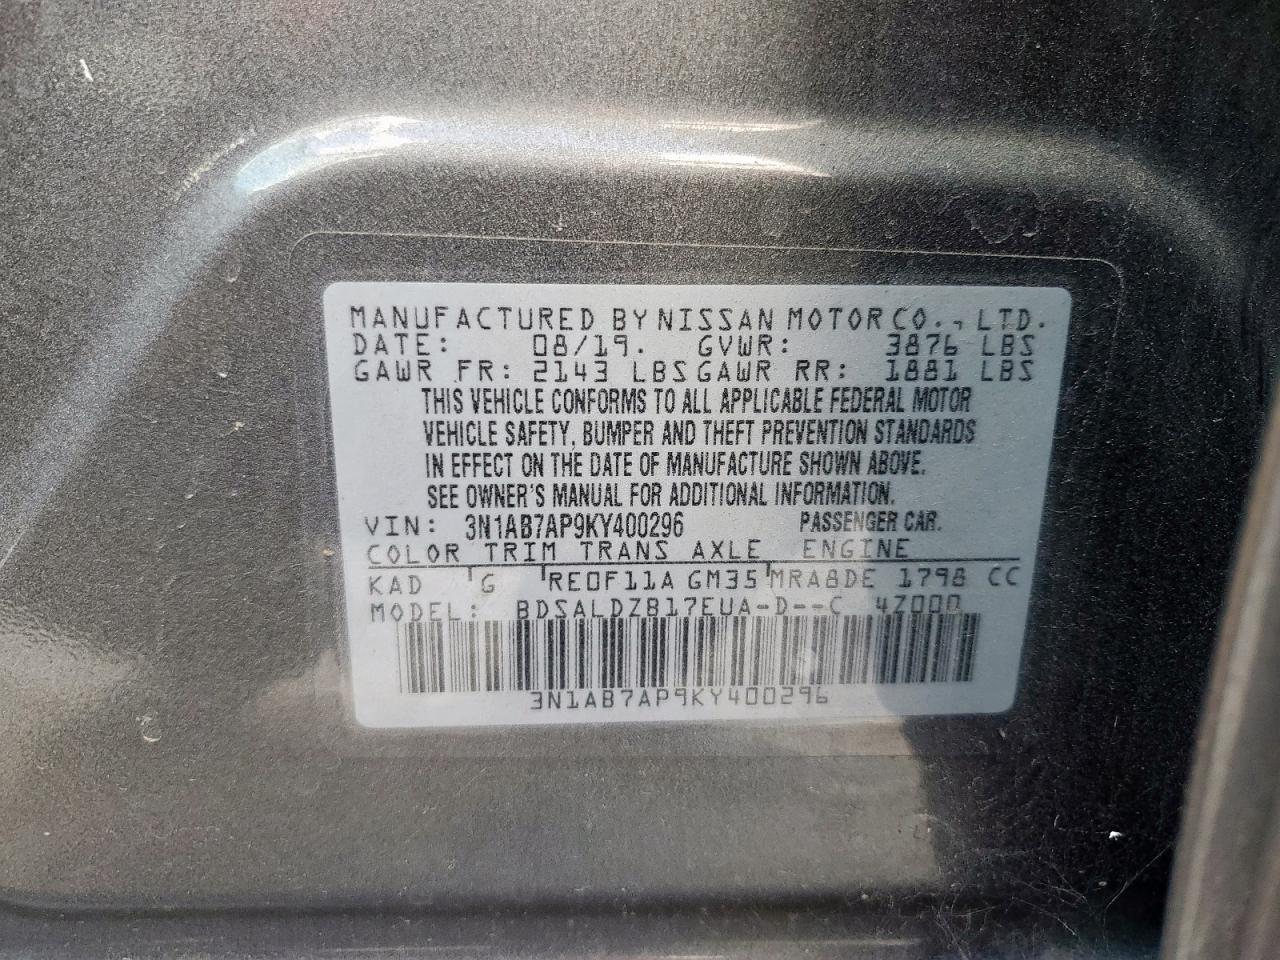 MANUFACTURED BY NISSAN MOTOR CO., LTD.
DATE: 08/19. GVWR: 3876 LBS
GAWR FR: 2143 LBS GAWR RR: 1881 LBS
THIS VEHICLE CONFORMS TO ALL APPLICABLE FEDERAL MOTOR
VEHICLE SAFETY, BUMPER AND THEFT PREVENTION STANDARDS
IN EFFECT ON THE DATE OF MANUFACTURE SHOWN ABOVE.
SEE OWNER'S MANUAL FOR ADDITIONAL INFORMATION.
VIN: 3N1AB7AP9KY400296 PASSENGER CAR.
COLOR TRIM TRANS AXLE ENGINE
KAD G RE0F11A GM35 MRA8DE 1798 CC
MODEL: BDSALDZB17EUA-D--C 4Z000
3N1AB7AP9KY400296